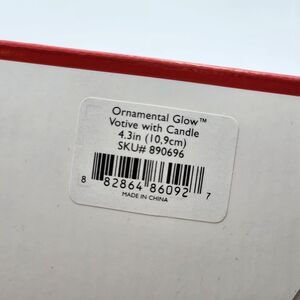 Ornamental Glow™
Votive with Candle
4.3in (10.9cm)
SKU# 890696
8 82864 86092 7
MADE IN CHINA